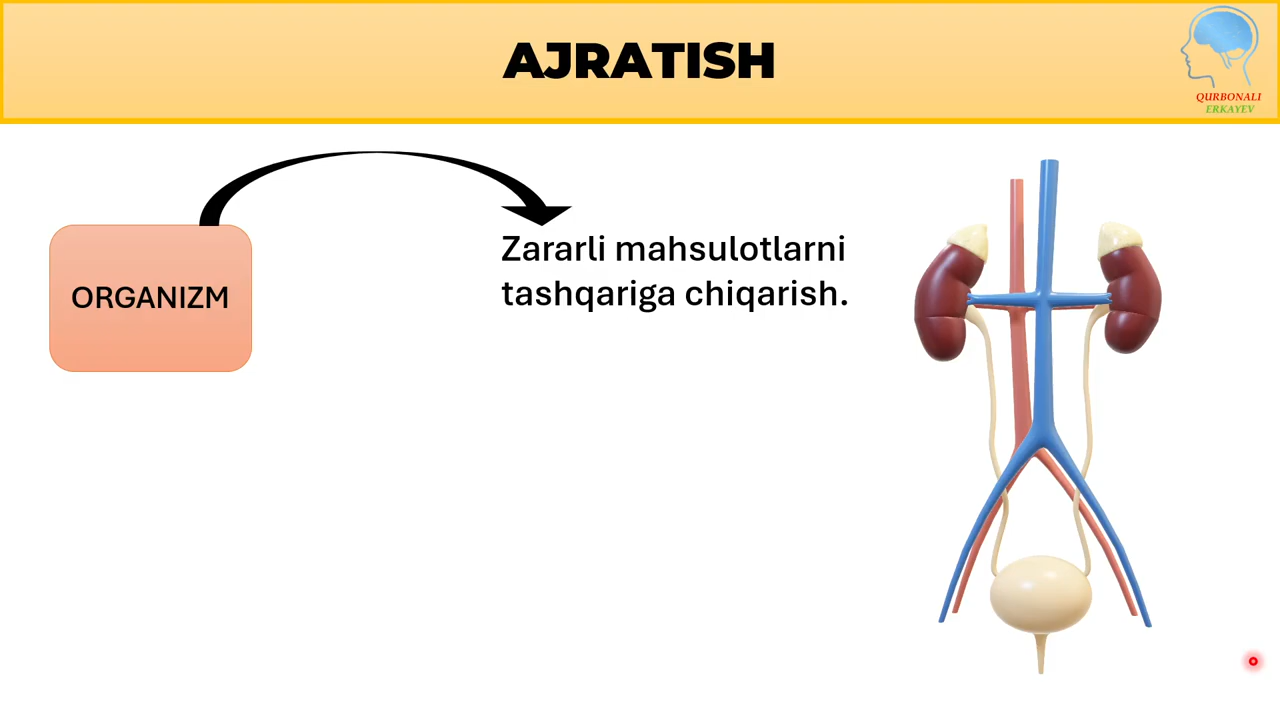 AJRATISH
QURBONALI
ERKAYEV
ORGANIZM
Zararli mahsulotlarni
tashqariga chiqarish.